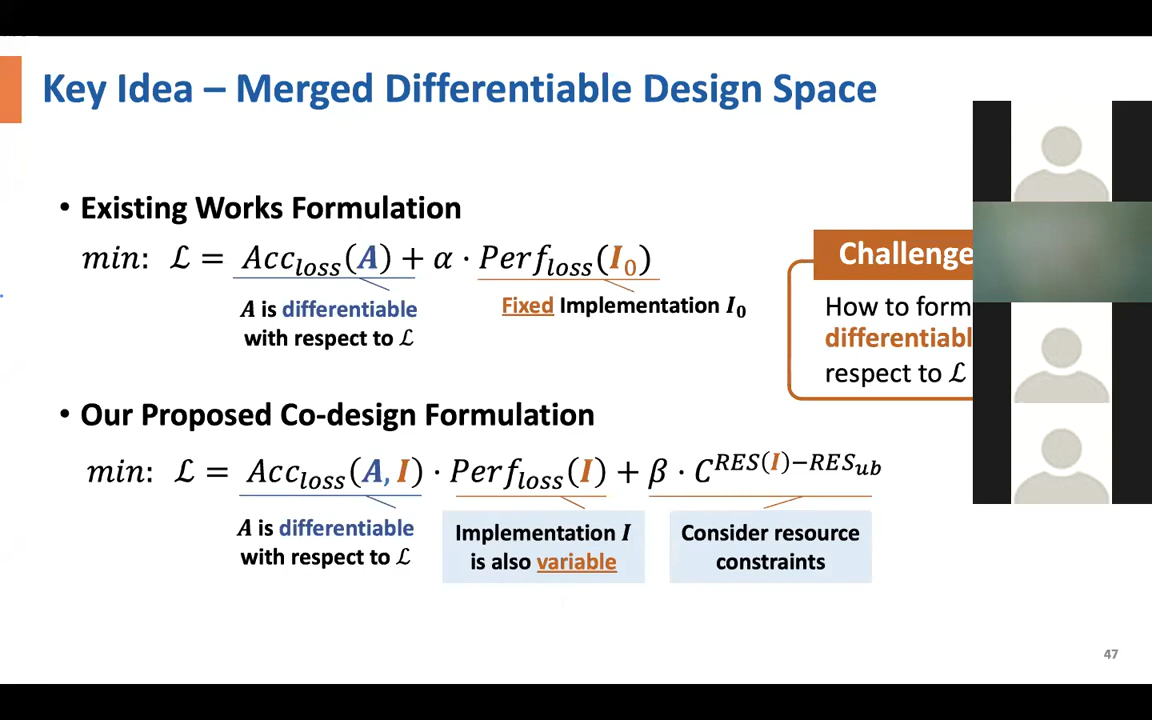 Key Idea – Merged Differentiable Design Space
• Existing Works Formulation
min: ℒ = Acc_loss(A) + α · Perf_loss(I₀)
A is differentiable
with respect to ℒ
Fixed Implementation I₀
Challenge
How to form
differentiabl
respect to ℒ
• Our Proposed Co-design Formulation
min: ℒ = Acc_loss(A, I) · Perf_loss(I) + β · C^(RES(I)−RES_ub)
A is differentiable
with respect to ℒ
Implementation I
is also variable
Consider resource
constraints
47